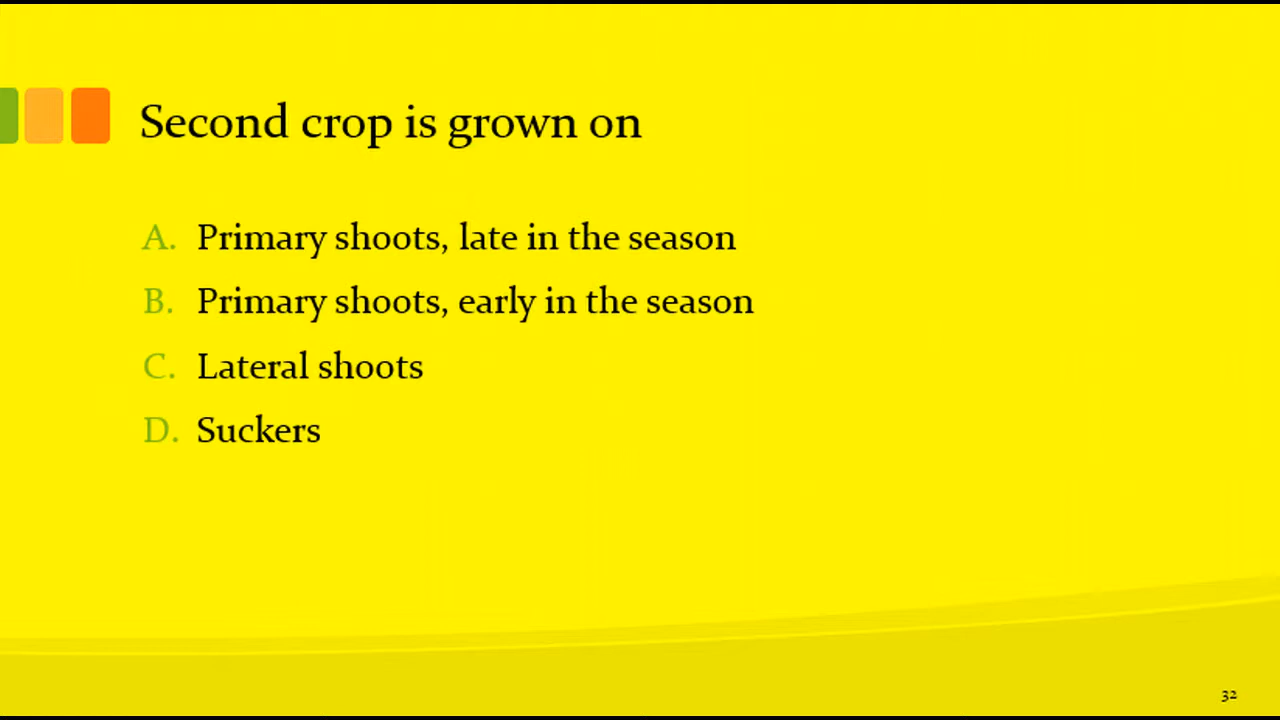 Second crop is grown on
A. Primary shoots, late in the season
B. Primary shoots, early in the season
C. Lateral shoots
D. Suckers
32